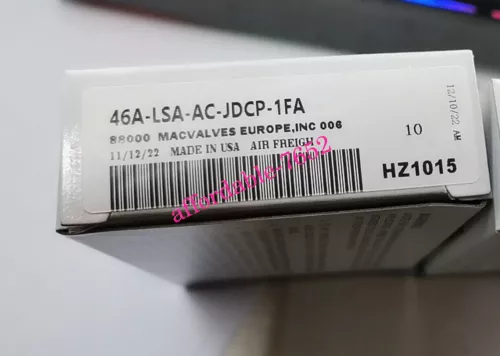 46A-LSA-AC-JDCP-1FA
88000 MACVALVES EUROPE,INC 006
11/12/22 MADE IN USA AIR FREIGH
10
12/10/22 AM
HZ1015
affordable-7652